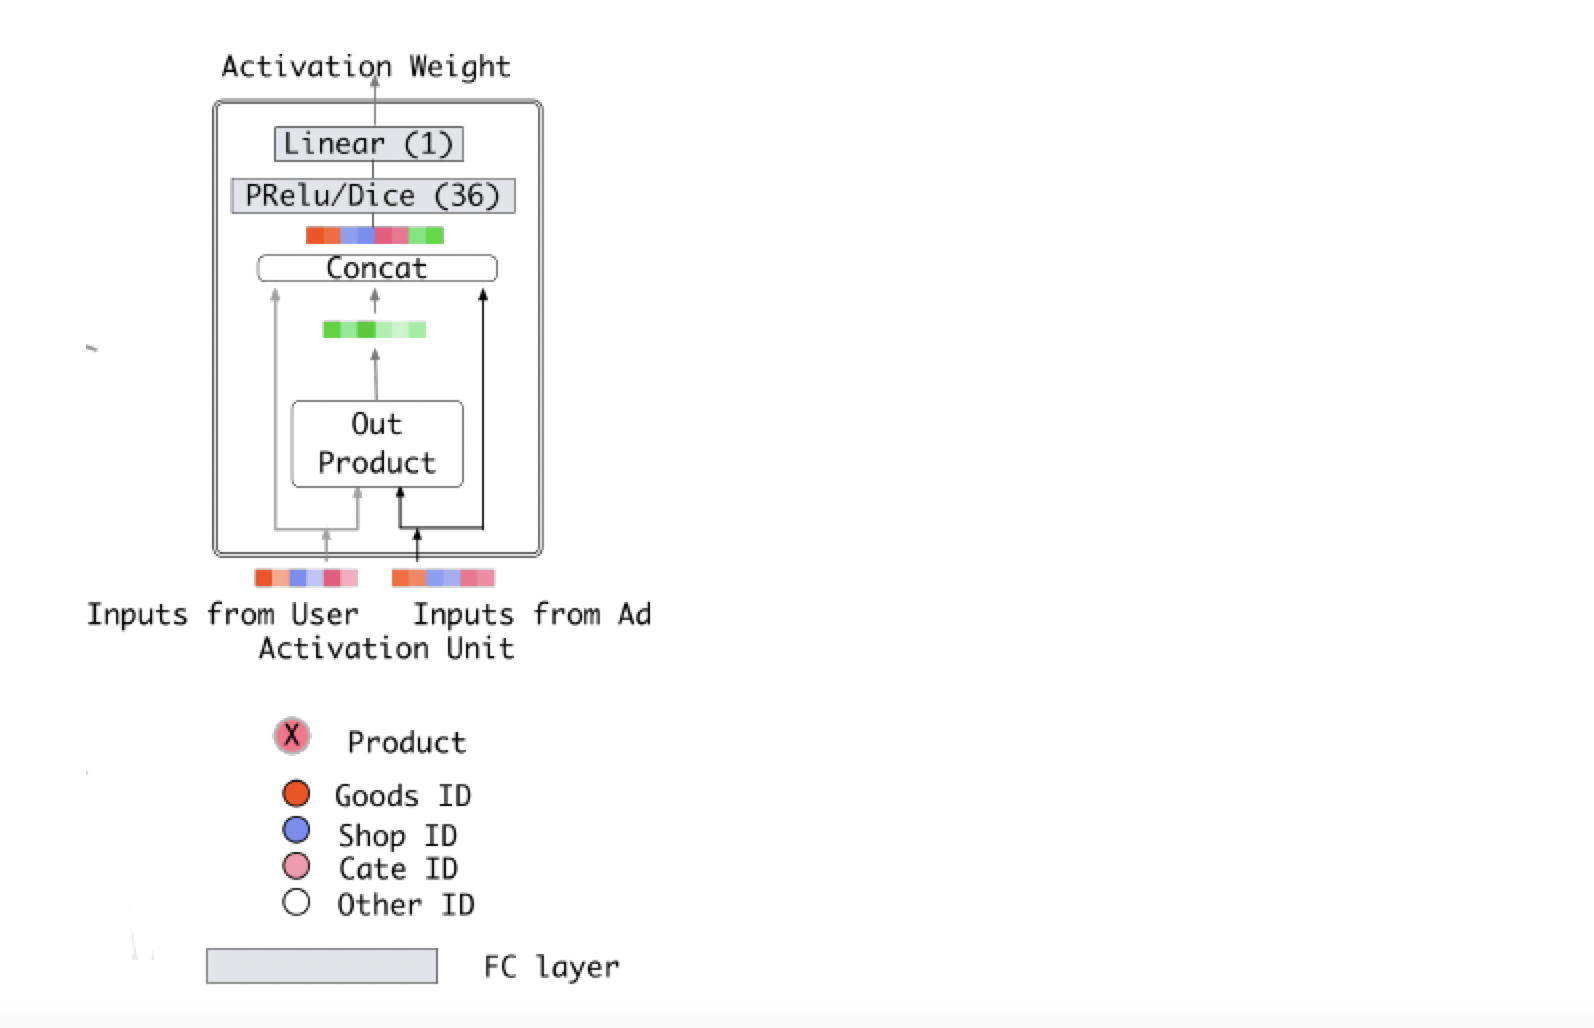 Activation Weight
Linear (1)
PRelu/Dice (36)
Concat
Out
Product
Inputs from User
Inputs from Ad
Activation Unit
X
Product
Goods ID
Shop ID
Cate ID
Other ID
FC layer